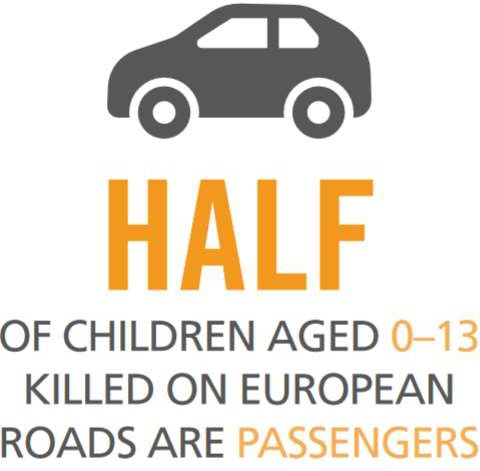 HALF
OF CHILDREN AGED 0–13
KILLED ON EUROPEAN
ROADS ARE PASSENGERS